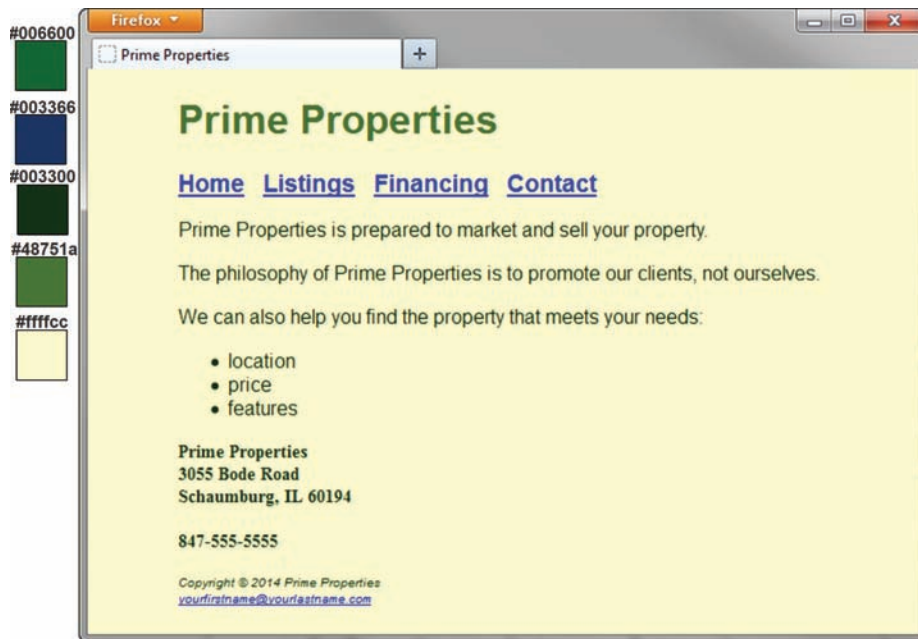 #006600
#003366
#003300
#48751a
#ffffcc
Firefox
Prime Properties
+
Prime Properties
Home Listings Financing Contact
Prime Properties is prepared to market and sell your property.
The philosophy of Prime Properties is to promote our clients, not ourselves.
We can also help you find the property that meets your needs:
• location
• price
• features
Prime Properties
3055 Bode Road
Schaumburg, IL 60194
847-555-5555
Copyright © 2014 Prime Properties
yourfirstname@yourlastname.com